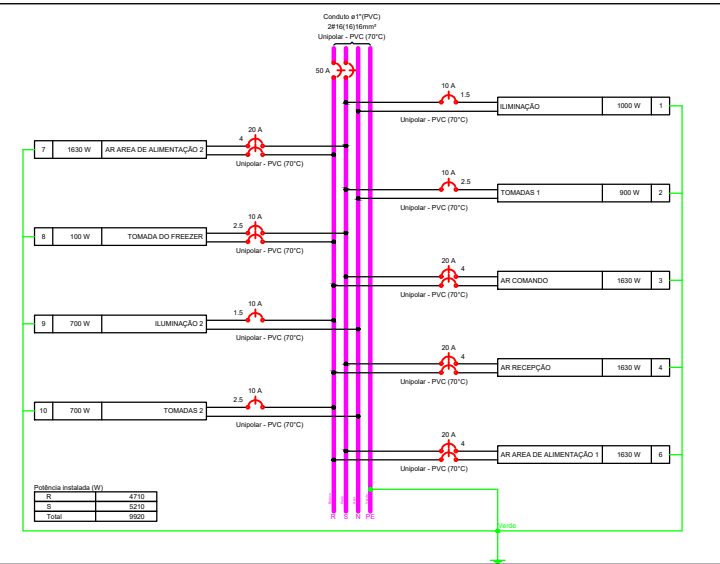 Conduto ø1"(PVC)
2#16(16)16mm²
Unipolar - PVC (70°C)
50 A
10 A
1.5
Unipolar - PVC (70°C)
ILIMINAÇÃO 1000 W 1
20 A
4
7 1630 W AR AREA DE ALIMENTAÇÃO 2
Unipolar - PVC (70°C)
10 A
2.5
TOMADAS 1 900 W 2
Unipolar - PVC (70°C)
10 A
2.5
8 100 W TOMADA DO FREEZER
Unipolar - PVC (70°C)
20 A
4
AR COMANDO 1630 W 3
Unipolar - PVC (70°C)
10 A
1.5
9 700 W ILUMINAÇÃO 2
Unipolar - PVC (70°C)
20 A
4
AR RECEPÇÃO 1630 W 4
Unipolar - PVC (70°C)
10 A
2.5
10 700 W TOMADAS 2
Unipolar - PVC (70°C)
20 A
4
AR AREA DE ALIMENTAÇÃO 1 1630 W 6
Unipolar - PVC (70°C)
Potência instalada (W)
R 4710
S 5210
Total 9920
R S N PE
Verde